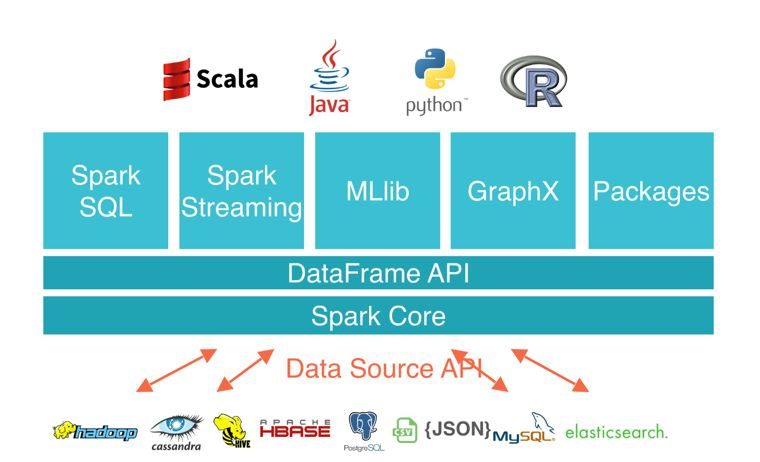 Scala
Java
python™
R
Spark SQL
Spark Streaming
MLlib
GraphX
Packages
DataFrame API
Spark Core
Data Source API
hadoop
cassandra
HIVE
APACHE
HBASE
PostgreSQL
CSV
{JSON}
MySQL®
elasticsearch.